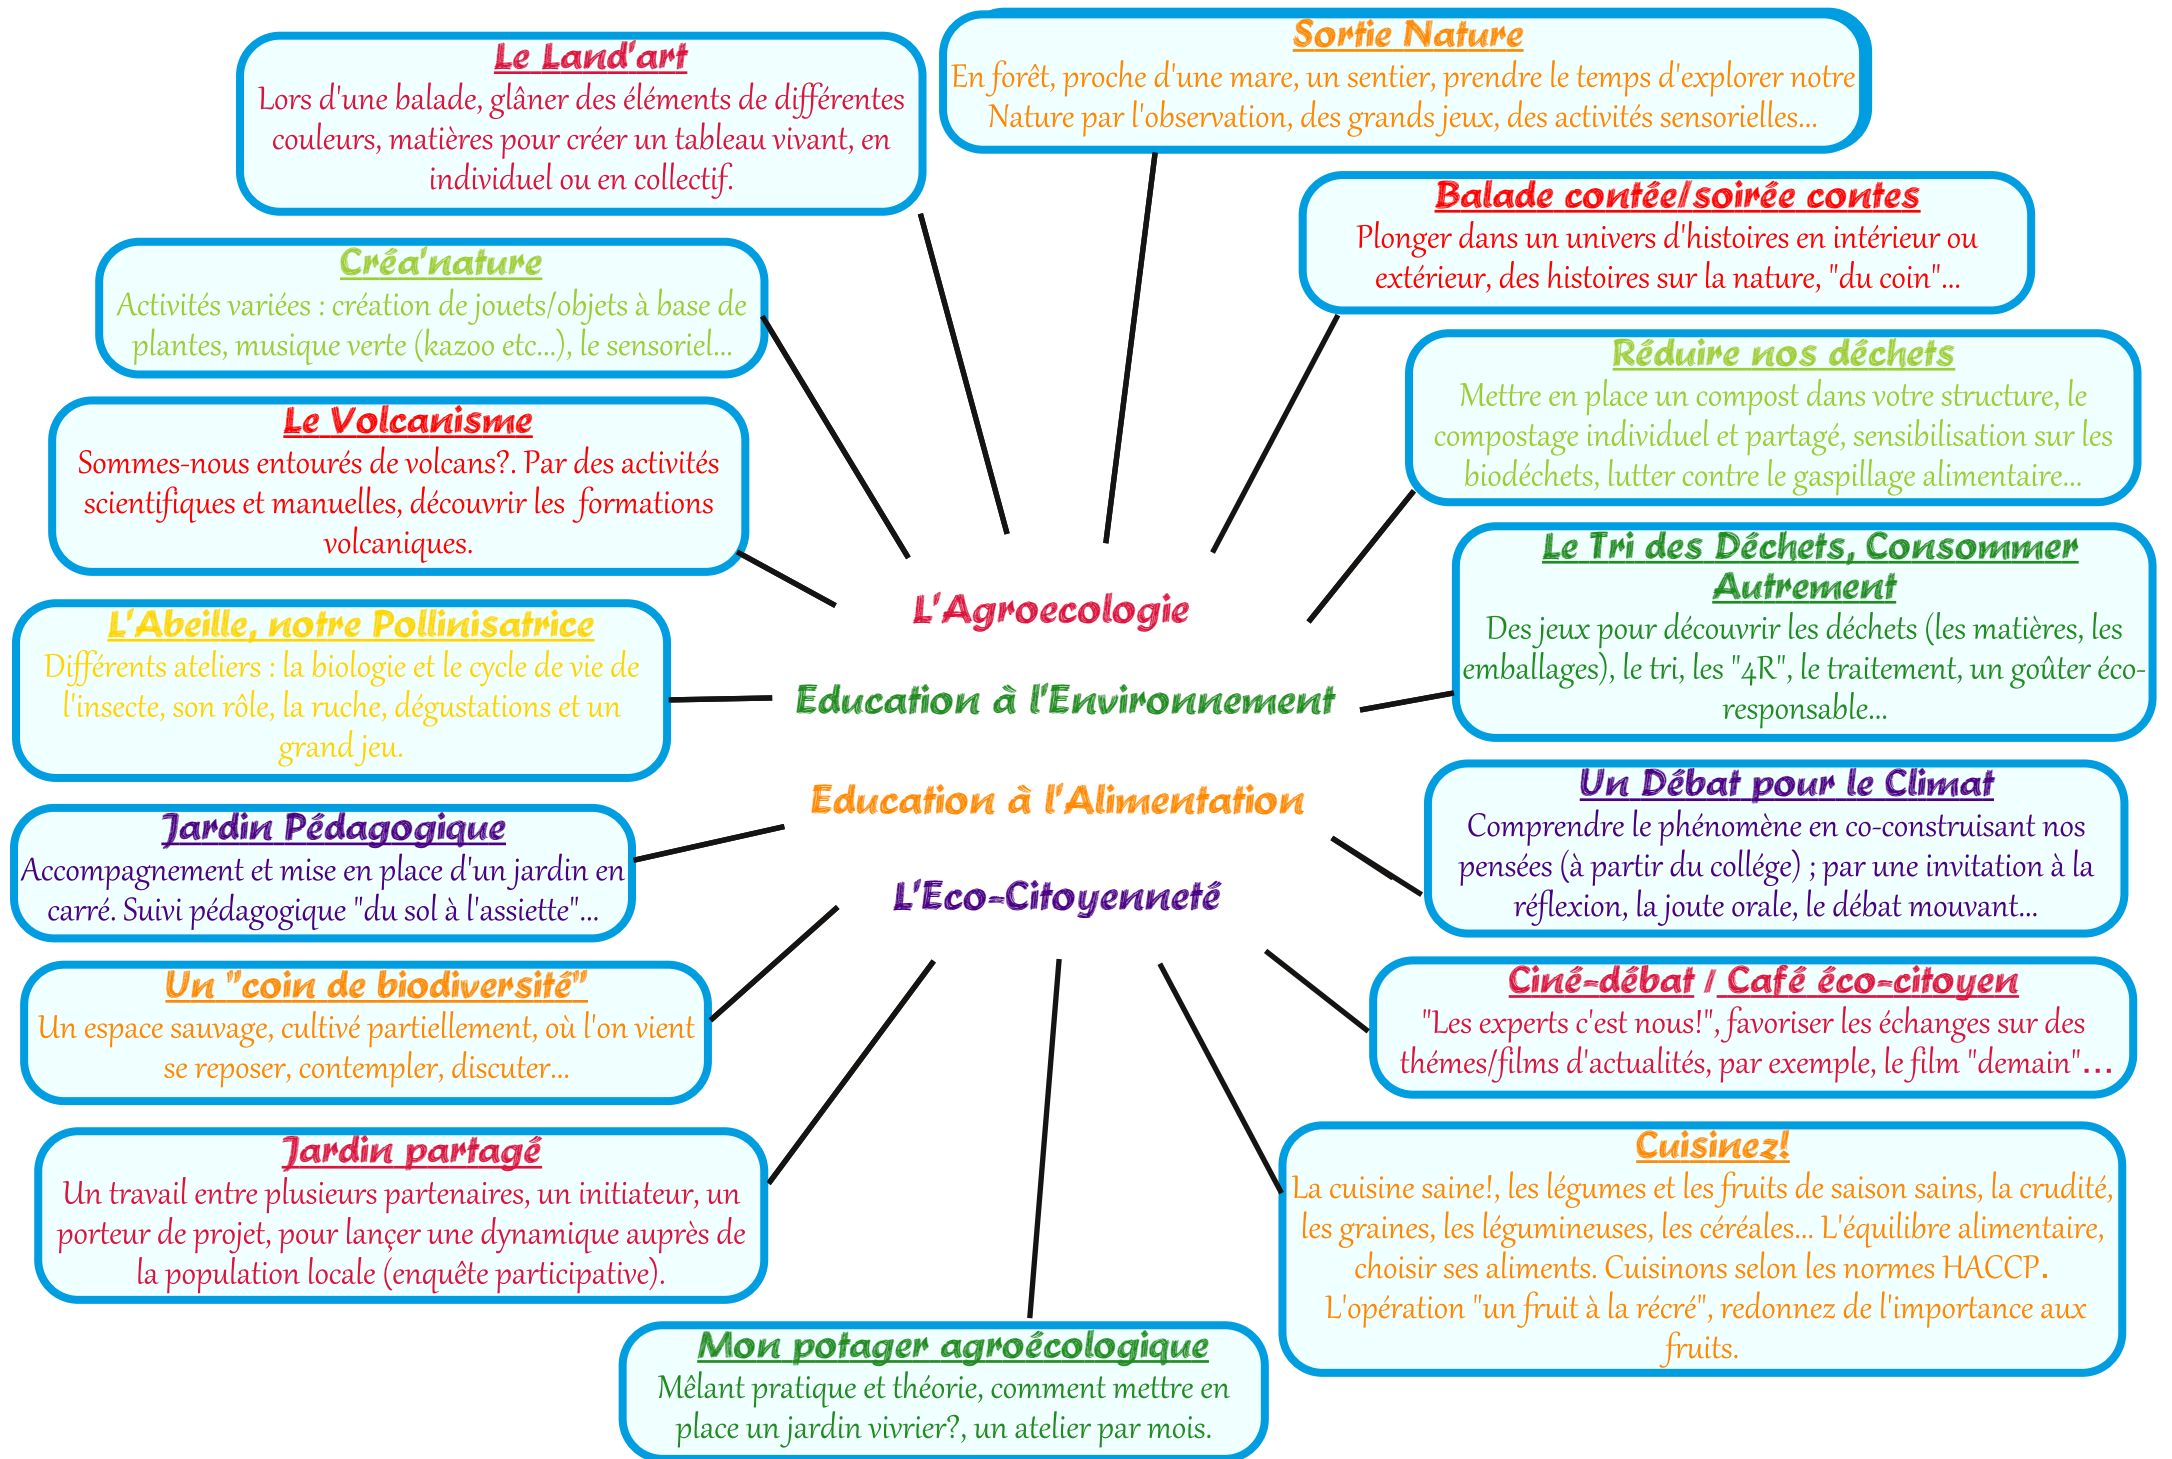 Le Land'art
Lors d'une balade, glâner des éléments de différentes
couleurs, matières pour créer un tableau vivant, en
individuel ou en collectif.
Sortie Nature
En forêt, proche d'une mare, un sentier, prendre le temps d'explorer notre
Nature par l'observation, des grands jeux, des activités sensorielles...
Balade contée/soirée contes
Plonger dans un univers d'histoires en intérieur ou
extérieur, des histoires sur la nature, "du coin"...
Créa'nature
Activités variées : création de jouets/objets à base de
plantes, musique verte (kazoo etc...), le sensoriel...
Réduire nos déchets
Mettre en place un compost dans votre structure, le
compostage individuel et partagé, sensibilisation sur les
biodéchets, lutter contre le gaspillage alimentaire...
Le Volcanisme
Sommes-nous entourés de volcans?. Par des activités
scientifiques et manuelles, découvrir les  formations
volcaniques.
Le Tri des Déchets, Consommer
Autrement
Des jeux pour découvrir les déchets (les matières, les
emballages), le tri, les "4R", le traitement, un goûter éco-
responsable...
L'Agroecologie
Education à l'Environnement
Education à l'Alimentation
L'Eco-Citoyenneté
L'Abeille, notre Pollinisatrice
Différents ateliers : la biologie et le cycle de vie de
l'insecte, son rôle, la ruche, dégustations et un
grand jeu.
Un Débat pour le Climat
Comprendre le phénomène en co-construisant nos
pensées (à partir du collége) ; par une invitation à la
réflexion, la joute orale, le débat mouvant...
Jardin Pédagogique
Accompagnement et mise en place d'un jardin en
carré. Suivi pédagogique "du sol à l'assiette"...
Ciné-débat / Café éco-citoyen
"Les experts c'est nous!", favoriser les échanges sur des
thémes/films d'actualités, par exemple, le film "demain"...
Un "coin de biodiversité"
Un espace sauvage, cultivé partiellement, où l'on vient
se reposer, contempler, discuter...
Cuisinez!
La cuisine saine!, les légumes et les fruits de saison sains, la crudité,
les graines, les légumineuses, les céréales... L'équilibre alimentaire,
choisir ses aliments. Cuisinons selon les normes HACCP.
L'opération "un fruit à la récré", redonnez de l'importance aux
fruits.
Jardin partagé
Un travail entre plusieurs partenaires, un initiateur, un
porteur de projet, pour lançer une dynamique auprès de
la population locale (enquête participative).
Mon potager agroécologique
Mêlant pratique et théorie, comment mettre en
place un jardin vivrier?, un atelier par mois.